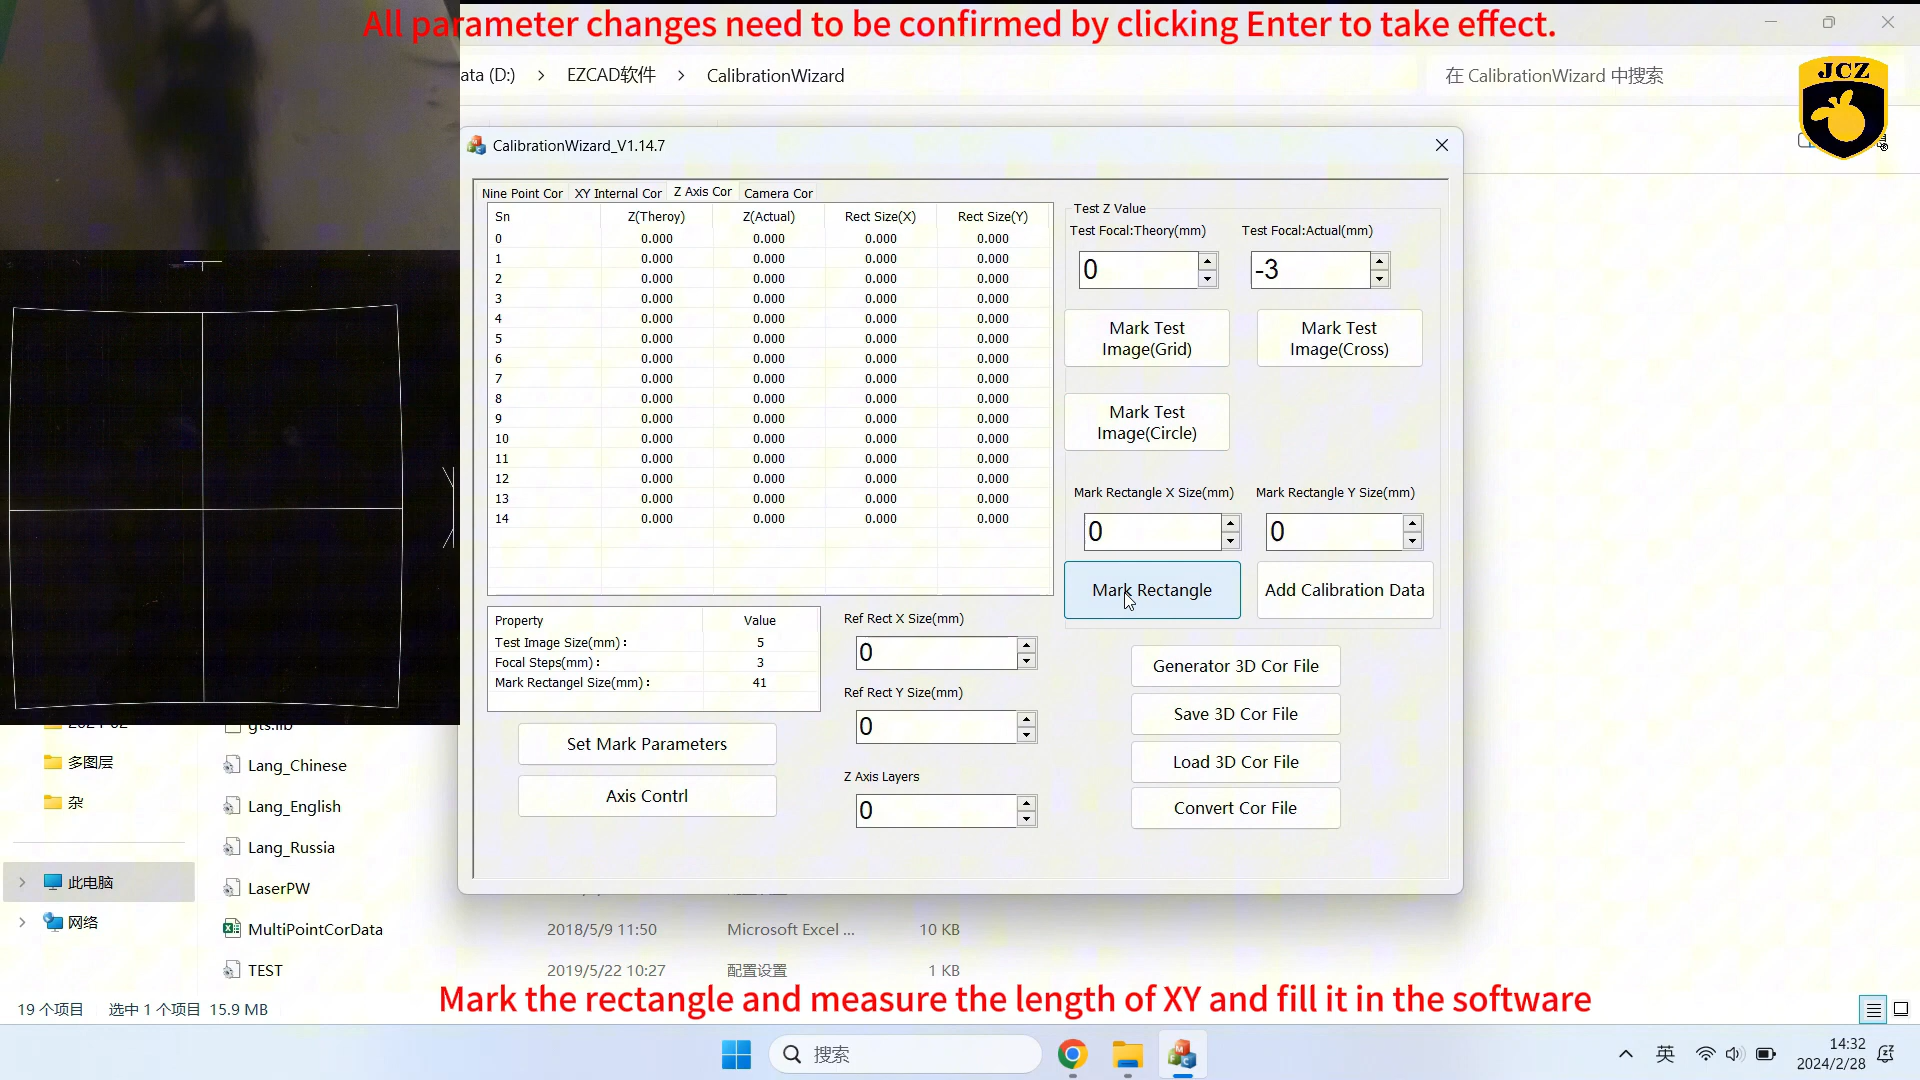 All parameter changes need to be confirmed by clicking Enter to take effect.
ata (D:) > EZCAD软件 > CalibrationWizard
在 CalibrationWizard 中搜索
JCZ
CalibrationWizard_V1.14.7
Nine Point Cor XY Internal Cor Z Axis Cor Camera Cor
Sn Z(Theroy) Z(Actual) Rect Size(X) Rect Size(Y)
0 0.000 0.000 0.000 0.000
1 0.000 0.000 0.000 0.000
2 0.000 0.000 0.000 0.000
3 0.000 0.000 0.000 0.000
4 0.000 0.000 0.000 0.000
5 0.000 0.000 0.000 0.000
6 0.000 0.000 0.000 0.000
7 0.000 0.000 0.000 0.000
8 0.000 0.000 0.000 0.000
9 0.000 0.000 0.000 0.000
10 0.000 0.000 0.000 0.000
11 0.000 0.000 0.000 0.000
12 0.000 0.000 0.000 0.000
13 0.000 0.000 0.000 0.000
14 0.000 0.000 0.000 0.000
Test Z Value
Test Focal:Theory(mm) Test Focal:Actual(mm)
0 -3
Mark Test
Image(Grid)
Mark Test
Image(Cross)
Mark Test
Image(Circle)
Mark Rectangle X Size(mm) Mark Rectangle Y Size(mm)
0 0
Mark Rectangle Add Calibration Data
Property Value
Test Image Size(mm): 5
Focal Steps(mm): 3
Mark Rectangel Size(mm): 41
Set Mark Parameters
Axis Contrl
Ref Rect X Size(mm)
0
Ref Rect Y Size(mm)
0
Z Axis Layers
0
Generator 3D Cor File
Save 3D Cor File
Load 3D Cor File
Convert Cor File
gts.lib
多图层
杂
此电脑
网络
Lang_Chinese
Lang_English
Lang_Russia
LaserPW
MultiPointCorData 2018/5/9 11:50 Microsoft Excel ... 10 KB
TEST 2019/5/22 10:27 配置设置 1 KB
Mark the rectangle and measure the length of XY and fill it in the software
19 个项目 选中 1 个项目 15.9 MB
搜索
英
14:32
2024/2/28